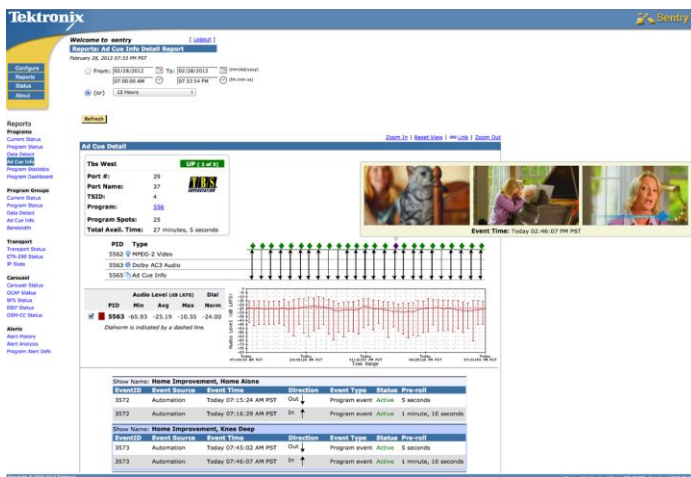 Tektronix
Sentry
Welcome to sentry [ Logout ]
Reports: Ad Cue Info Detail Report
February 28, 2012 07:33 PM PST
From: 02/28/2012 To: 02/28/2012 (mm/dd/yyyy)
07:00:00 AM 07:33:54 PM (hh:mm:ss)
(or) 12 Hours
Refresh
Configure
Reports
Status
About
Reports
Programs
Current Status
Program Status
Data Detect
Ad Cue Info
Program Statistics
Program Dashboard
Program Groups
Current Status
Program Status
Data Detect
Ad Cue Info
Bandwidth
Transport
Transport Status
ETR-290 Status
IP Stats
Carousel
Carousel Status
OCAP Status
BFS Status
EBIF Status
DSM-CC Status
Alerts
Alert History
Alert Analysis
Program Alert Defs
Zoom In | Reset View | Link | Zoom Out
Ad Cue Detail
Tbs West UP ( 2 of 3)
Port #: 29
Port Name: 37
TSID: 4
Program: 556
Program Spots: 25
Total Avail. Time: 27 minutes, 5 seconds
TBS
SUPERSTATION
Event Time: Today 02:46:07 PM PST
PID Type
5562 MPEG-2 Video
5563 Dolby AC3 Audio
5565 Ad Cue Info
Audio Level (dB LKFS) Dial
PID Min Avg Max Norm
5563 -65.93 -25.19 -10.35 -24.00
Dialnorm is indicated by a dashed line.
Audio Level (dB LKFS)
Time Range
Show Name: Home Improvement, Home Alone
EventID Event Source Event Time Direction Event Type Status Pre-roll
3572 Automation Today 07:15:24 AM PST Out Program event Active 5 seconds
3572 Automation Today 07:16:29 AM PST In Program event Active 1 minute, 10 seconds
Show Name: Home Improvement, Knee Deep
EventID Event Source Event Time Direction Event Type Status Pre-roll
3573 Automation Today 07:45:02 AM PST Out Program event Active 5 seconds
3573 Automation Today 07:46:07 AM PST In Program event Active 1 minute, 10 seconds